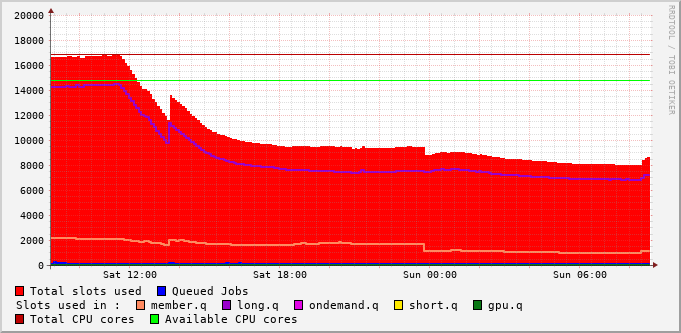 20000
18000
16000
14000
12000
10000
8000
6000
4000
2000
0
Sat 12:00 Sat 18:00 Sun 00:00 Sun 06:00
RRDTOOL / TOBI OETIKER
Total slots used Queued Jobs
Slots used in : member.q long.q ondemand.q short.q gpu.q
Total CPU cores Available CPU cores